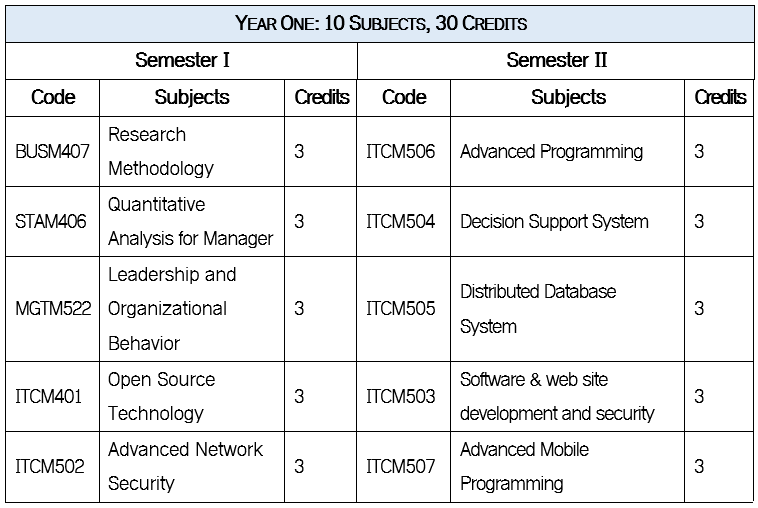 YEAR ONE: 10 SUBJECTS, 30 CREDITS
Semester I
Semester II
Code Subjects Credits Code Subjects Credits
BUSM407 Research Methodology 3 ITCM506 Advanced Programming 3
STAM406 Quantitative Analysis for Manager 3 ITCM504 Decision Support System 3
MGTM522 Leadership and Organizational Behavior 3 ITCM505 Distributed Database System 3
ITCM401 Open Source Technology 3 ITCM503 Software & web site development and security 3
ITCM502 Advanced Network Security 3 ITCM507 Advanced Mobile Programming 3